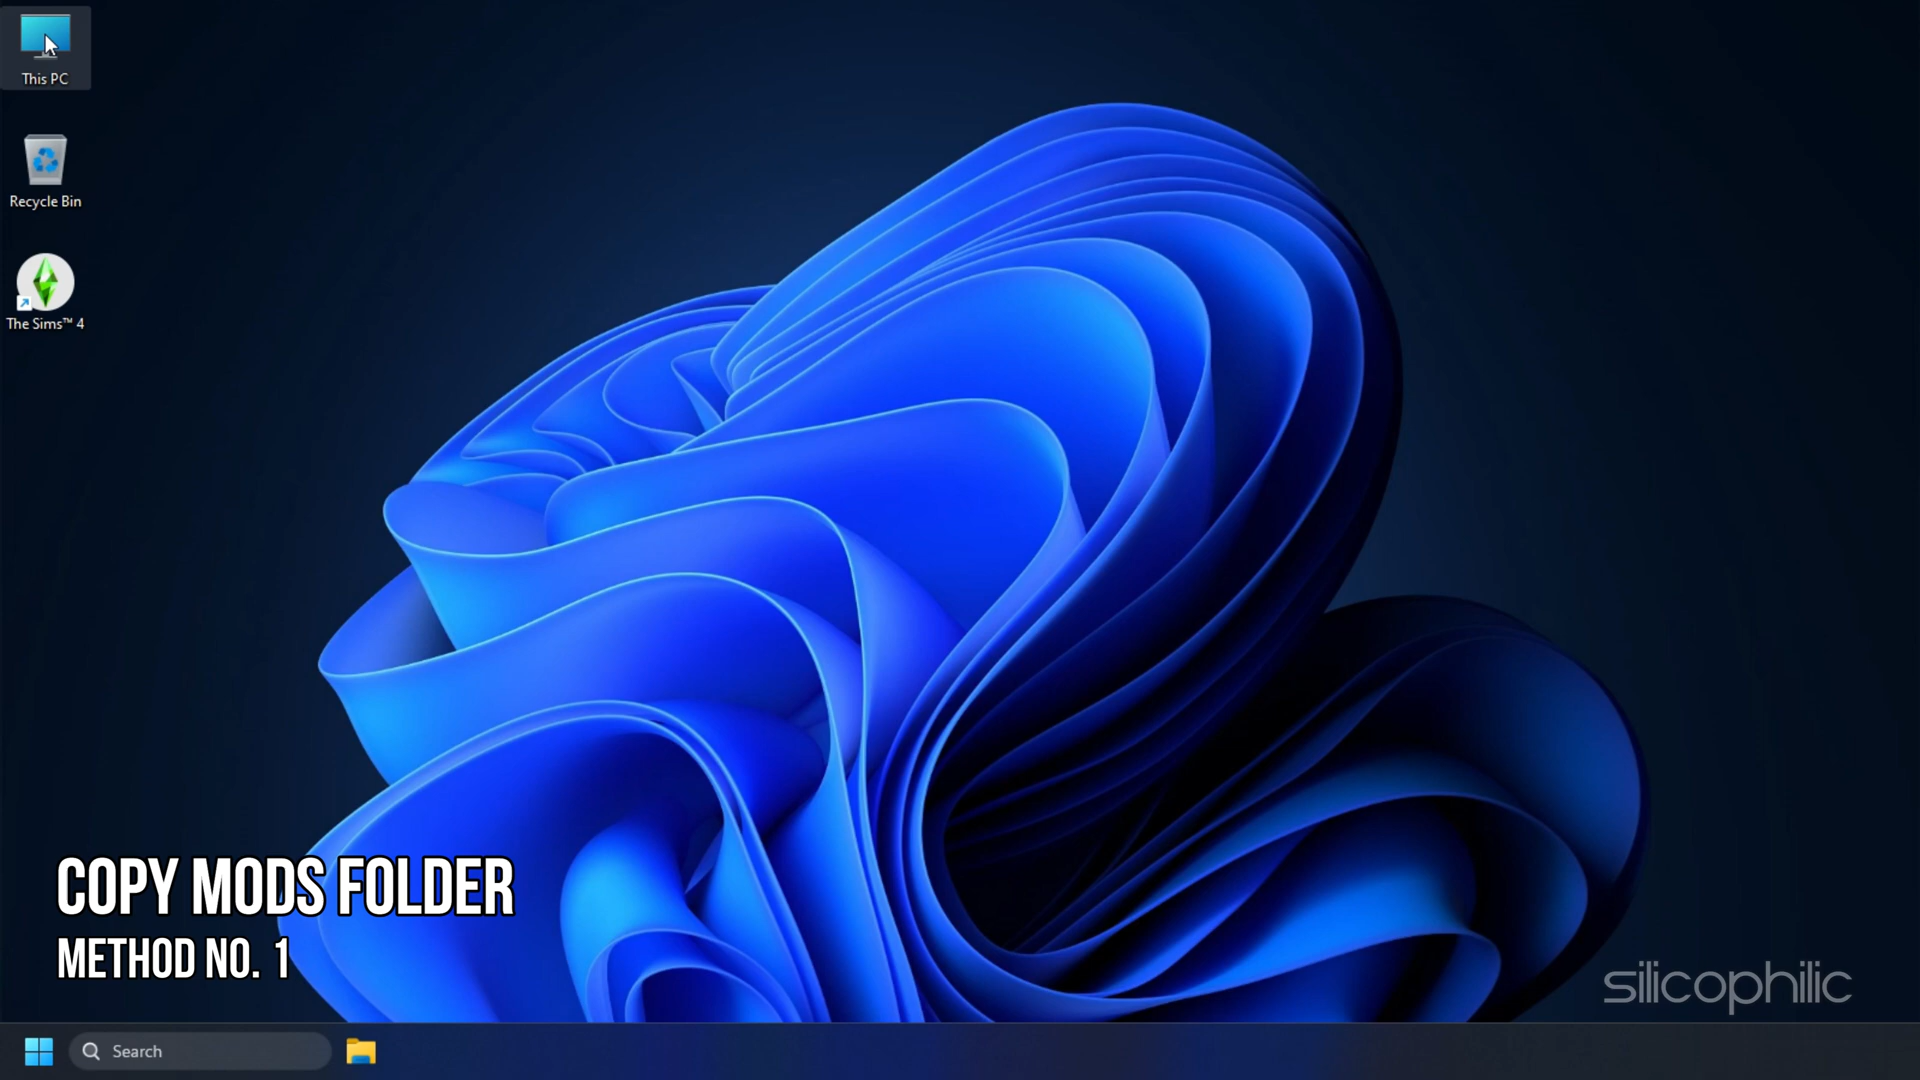 This PC
Recycle Bin
The Sims™ 4
COPY MODS FOLDER
METHOD NO. 1
silicophilic
Search